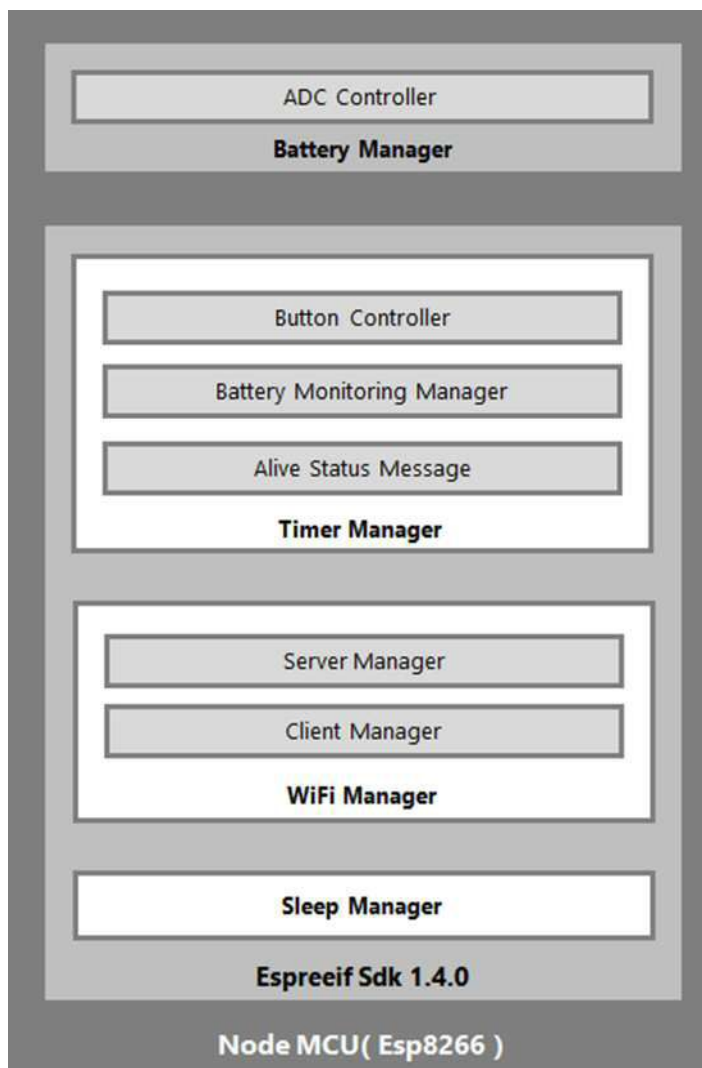 ADC Controller
Battery Manager
Button Controller
Battery Monitoring Manager
Alive Status Message
Timer Manager
Server Manager
Client Manager
WiFi Manager
Sleep Manager
Espreeif Sdk 1.4.0
Node MCU( Esp8266 )